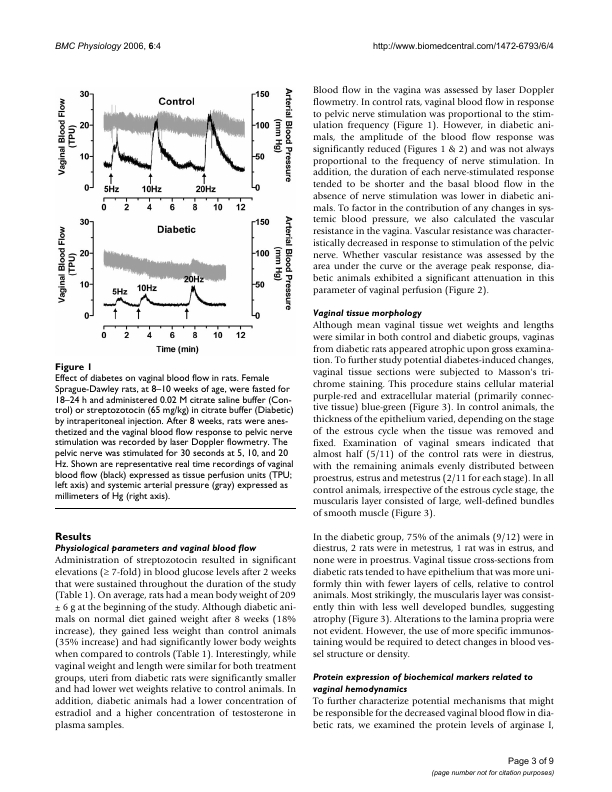 BMC Physiology 2006, 6:4
http://www.biomedcentral.com/1472-6793/6/4
Vaginal Blood Flow
(TPU)
30
20
10
0
Control
150
100
50
0
Arterial Blood Pressure
(mm Hg)
5Hz
10Hz
20Hz
0 2 4 6 8 10 12
Vaginal Blood Flow
(TPU)
30
20
10
0
Diabetic
150
100
50
0
Arterial Blood Pressure
(mm Hg)
5Hz
10Hz
20Hz
0 2 4 6 8 10 12
Time (min)
Figure 1
Effect of diabetes on vaginal blood flow in rats. Female
Sprague-Dawley rats, at 8–10 weeks of age, were fasted for
18–24 h and administered 0.02 M citrate saline buffer (Con-
trol) or streptozotocin (65 mg/kg) in citrate buffer (Diabetic)
by intraperitoneal injection. After 8 weeks, rats were anes-
thetized and the vaginal blood flow response to pelvic nerve
stimulation was recorded by laser Doppler flowmetry. The
pelvic nerve was stimulated for 30 seconds at 5, 10, and 20
Hz. Shown are representative real time recordings of vaginal
blood flow (black) expressed as tissue perfusion units (TPU;
left axis) and systemic arterial pressure (gray) expressed as
millimeters of Hg (right axis).
Results
Physiological parameters and vaginal blood flow
Administration of streptozotocin resulted in significant
elevations (≥ 7-fold) in blood glucose levels after 2 weeks
that were sustained throughout the duration of the study
(Table 1). On average, rats had a mean body weight of 209
± 6 g at the beginning of the study. Although diabetic ani-
mals on normal diet gained weight after 8 weeks (18%
increase), they gained less weight than control animals
(35% increase) and had significantly lower body weights
when compared to controls (Table 1). Interestingly, while
vaginal weight and length were similar for both treatment
groups, uteri from diabetic rats were significantly smaller
and had lower wet weights relative to control animals. In
addition, diabetic animals had a lower concentration of
estradiol and a higher concentration of testosterone in
plasma samples.
Blood flow in the vagina was assessed by laser Doppler
flowmetry. In control rats, vaginal blood flow in response
to pelvic nerve stimulation was proportional to the stim-
ulation frequency (Figure 1). However, in diabetic ani-
mals, the amplitude of the blood flow response was
significantly reduced (Figures 1 & 2) and was not always
proportional to the frequency of nerve stimulation. In
addition, the duration of each nerve-stimulated response
tended to be shorter and the basal blood flow in the
absence of nerve stimulation was lower in diabetic ani-
mals. To factor in the contribution of any changes in sys-
temic blood pressure, we also calculated the vascular
resistance in the vagina. Vascular resistance was character-
istically decreased in response to stimulation of the pelvic
nerve. Whether vascular resistance was assessed by the
area under the curve or the average peak response, dia-
betic animals exhibited a significant attenuation in this
parameter of vaginal perfusion (Figure 2).
Vaginal tissue morphology
Although mean vaginal tissue wet weights and lengths
were similar in both control and diabetic groups, vaginas
from diabetic rats appeared atrophic upon gross examina-
tion. To further study potential diabetes-induced changes,
vaginal tissue sections were subjected to Masson's tri-
chrome staining. This procedure stains cellular material
purple-red and extracellular material (primarily connec-
tive tissue) blue-green (Figure 3). In control animals, the
thickness of the epithelium varied, depending on the stage
of the estrous cycle when the tissue was removed and
fixed. Examination of vaginal smears indicated that
almost half (5/11) of the control rats were in diestrus,
with the remaining animals evenly distributed between
proestrus, estrus and metestrus (2/11 for each stage). In all
control animals, irrespective of the estrous cycle stage, the
muscularis layer consisted of large, well-defined bundles
of smooth muscle (Figure 3).
In the diabetic group, 75% of the animals (9/12) were in
diestrus, 2 rats were in metestrus, 1 rat was in estrus, and
none were in proestrus. Vaginal tissue cross-sections from
diabetic rats tended to have epithelium that was more uni-
formly thin with fewer layers of cells, relative to control
animals. Most strikingly, the muscularis layer was consist-
ently thin with less well developed bundles, suggesting
atrophy (Figure 3). Alterations to the lamina propria were
not evident. However, the use of more specific immunos-
taining would be required to detect changes in blood ves-
sel structure or density.
Protein expression of biochemical markers related to
vaginal hemodynamics
To further characterize potential mechanisms that might
be responsible for the decreased vaginal blood flow in dia-
betic rats, we examined the protein levels of arginase I,
Page 3 of 9
(page number not for citation purposes)